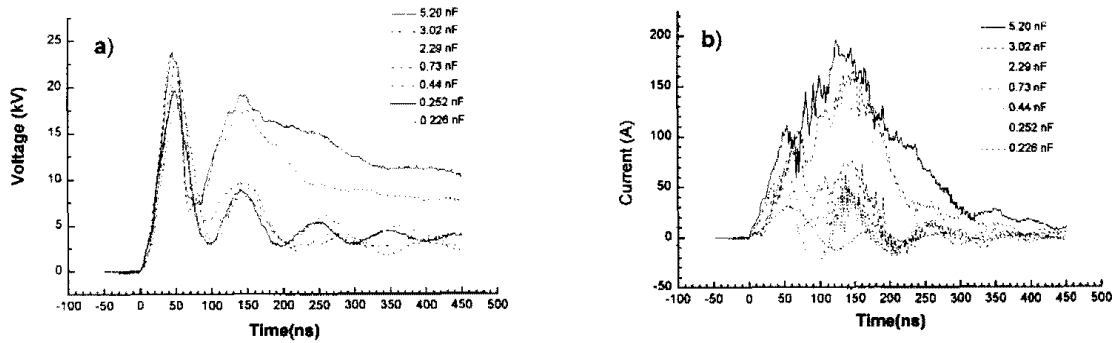 a)
5.20 nF
3.02 nF
2.29 nF
0.73 nF
0.44 nF
0.252 nF
0.226 nF
Voltage (kV)
25
20
15
10
5
0
-100 -50 0 50 100 150 200 250 300 350 400 450 500
Time(ns)
b)
5.20 nF
3.02 nF
2.29 nF
0.73 nF
0.44 nF
0.252 nF
0.226 nF
Current (A)
200
150
100
50
0
-50
-100 -50 0 50 100 150 200 250 300 350 400 450 500
Time(ns)